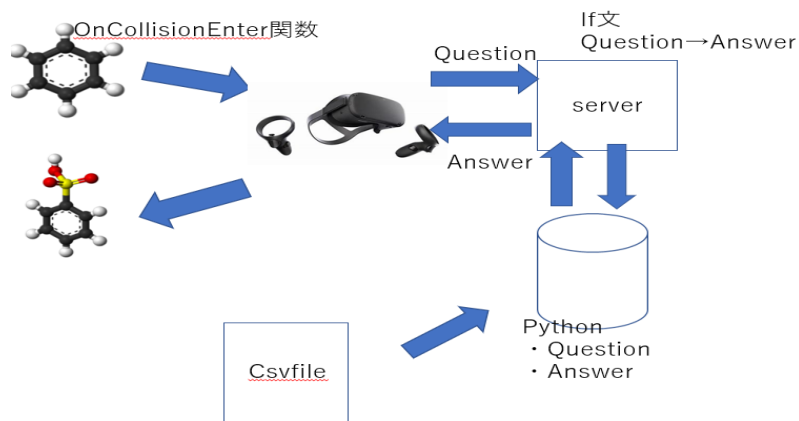 OnCollisionEnter関数
If文
Question→Answer
Question
server
Answer
Python
・Question
・Answer
Csvfile